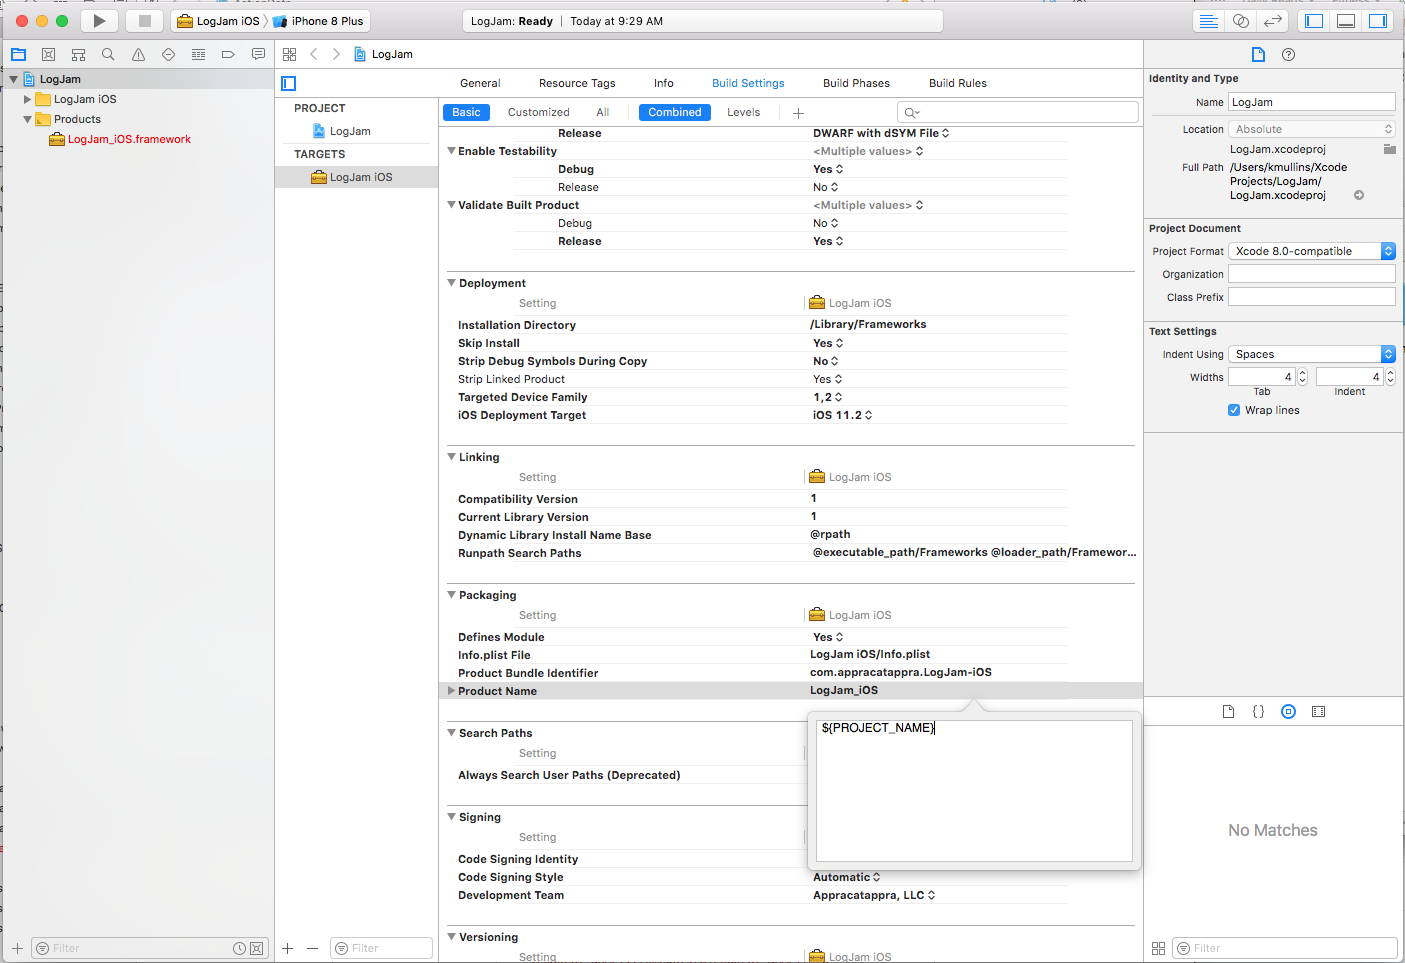 LogJam iOS
iPhone 8 Plus
LogJam: Ready | Today at 9:29 AM
LogJam
LogJam
LogJam iOS
Products
LogJam_iOS.framework
Filter
General
Resource Tags
Info
Build Settings
Build Phases
Build Rules
PROJECT
LogJam
TARGETS
LogJam iOS
Filter
Basic
Customized
All
Combined
Levels
Release DWARF with dSYM File
Enable Testability <Multiple values>
Debug Yes
Release No
Validate Built Product <Multiple values>
Debug No
Release Yes
Deployment
Setting LogJam iOS
Installation Directory /Library/Frameworks
Skip Install Yes
Strip Debug Symbols During Copy No
Strip Linked Product Yes
Targeted Device Family 1,2
iOS Deployment Target iOS 11.2
Linking
Setting LogJam iOS
Compatibility Version 1
Current Library Version 1
Dynamic Library Install Name Base @rpath
Runpath Search Paths @executable_path/Frameworks @loader_path/Framewor...
Packaging
Setting LogJam iOS
Defines Module Yes
Info.plist File LogJam iOS/Info.plist
Product Bundle Identifier com.appracatappra.LogJam-iOS
Product Name LogJam_iOS
${PROJECT_NAME}
Search Paths
Setting
Always Search User Paths (Deprecated)
Signing
Setting
Code Signing Identity
Code Signing Style Automatic
Development Team Appracatappra, LLC
Versioning
Setting LogJam iOS
Identity and Type
Name LogJam
Location Absolute
LogJam.xcodeproj
Full Path /Users/kmullins/Xcode
Projects/LogJam/
LogJam.xcodeproj
Project Document
Project Format Xcode 8.0-compatible
Organization
Class Prefix
Text Settings
Indent Using Spaces
Widths 4 4
Tab Indent
Wrap lines
No Matches
Filter